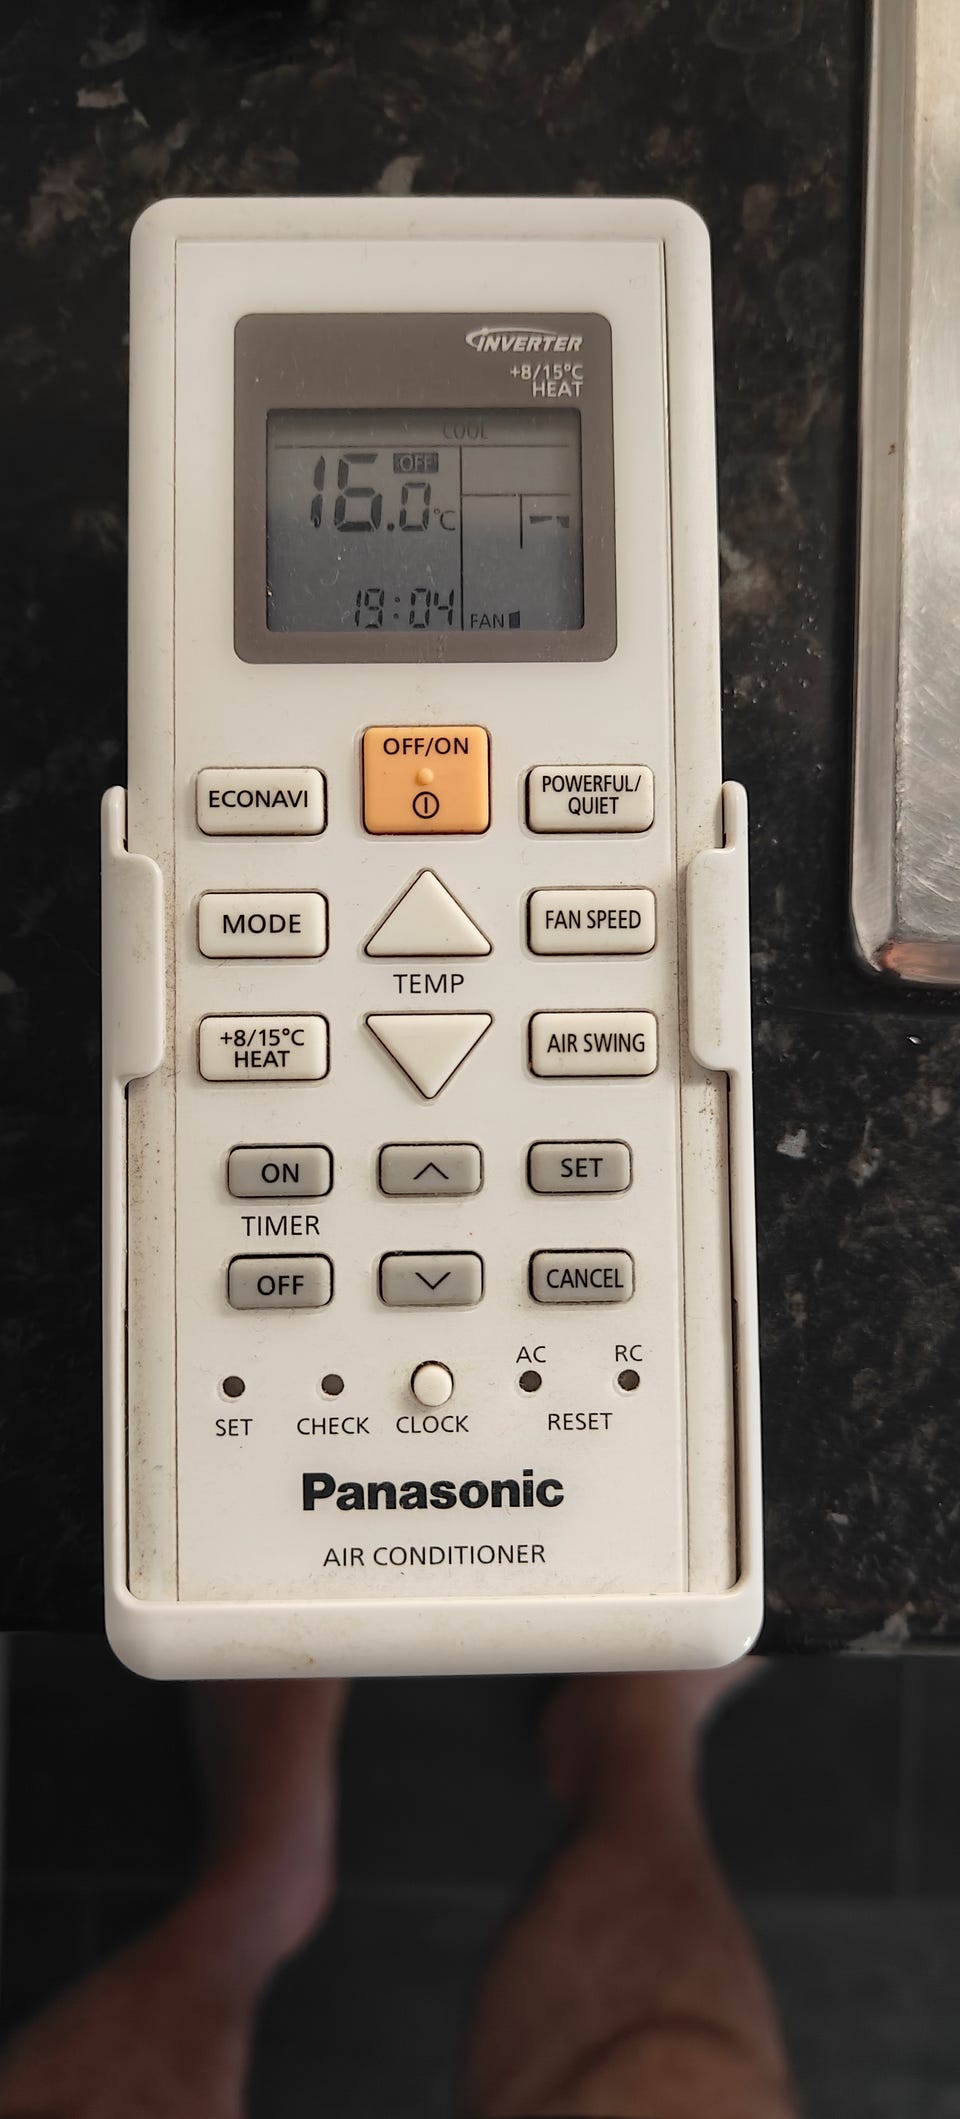 INVERTER
+8/15°C
HEAT
COOL
OFF
16.0°C
19:04
FAN
OFF/ON
ECONAVI
POWERFUL/
QUIET
MODE
FAN SPEED
TEMP
+8/15°C
HEAT
AIR SWING
ON
SET
TIMER
OFF
CANCEL
AC
RC
SET
CHECK
CLOCK
RESET
Panasonic
AIR CONDITIONER